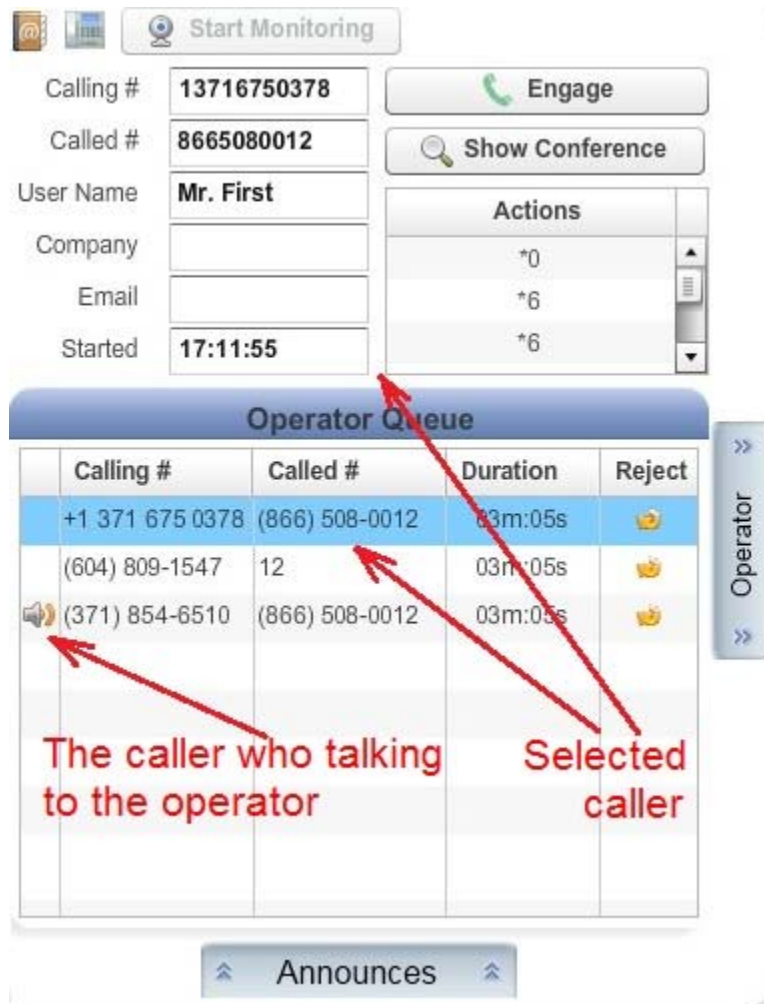 Start Monitoring
Calling # 13716750378 Engage
Called # 8665080012 Show Conference
User Name Mr. First Actions
Company *0
Email *6
Started 17:11:55 *6
Operator Queue
Calling # Called # Duration Reject
+1 371 675 0378 (866) 508-0012 03m:05s
(604) 809-1547 12 03m:05s
(371) 854-6510 (866) 508-0012 03m:05s
Operator
The caller who talking
to the operator
Selected
caller
Announces